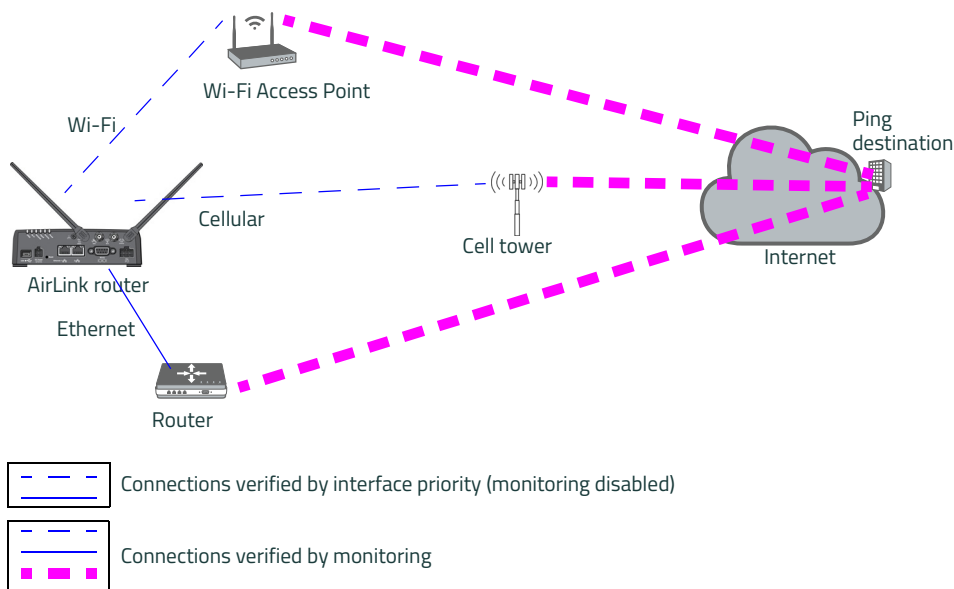 Wi-Fi Access Point
Wi-Fi
Ping
destination
Cellular
Cell tower
Internet
AirLink router
Ethernet
Router
Connections verified by interface priority (monitoring disabled)
Connections verified by monitoring